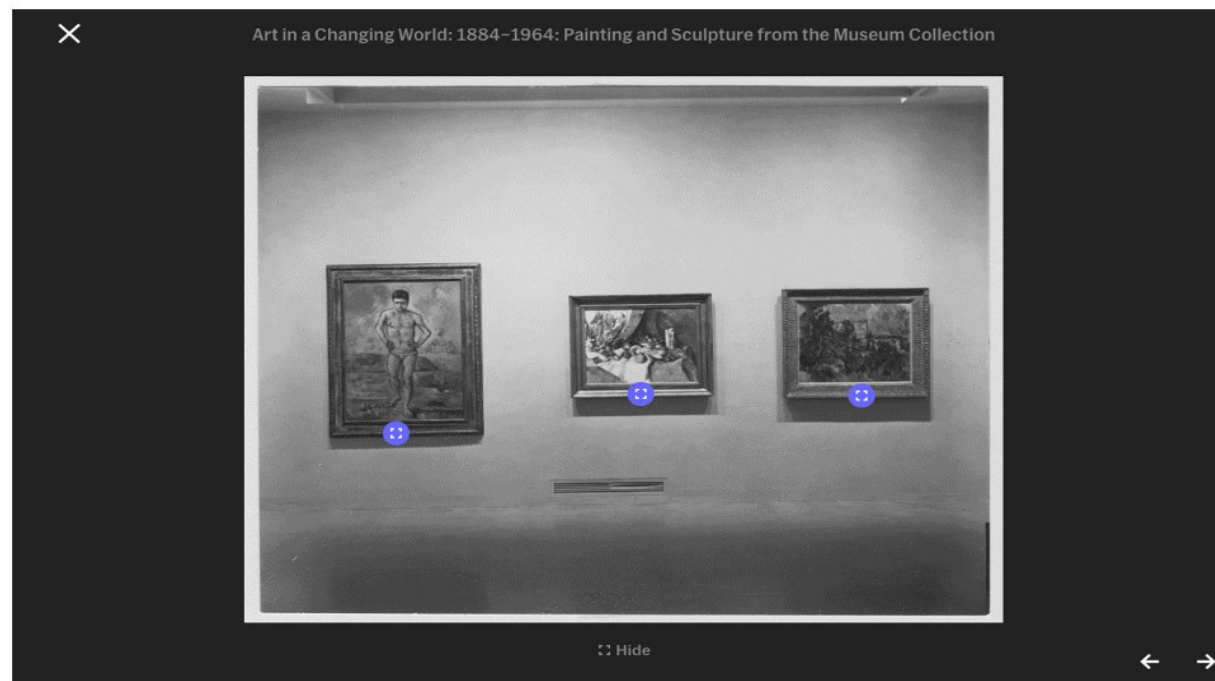 Art in a Changing World: 1884–1964: Painting and Sculpture from the Museum Collection
Hide